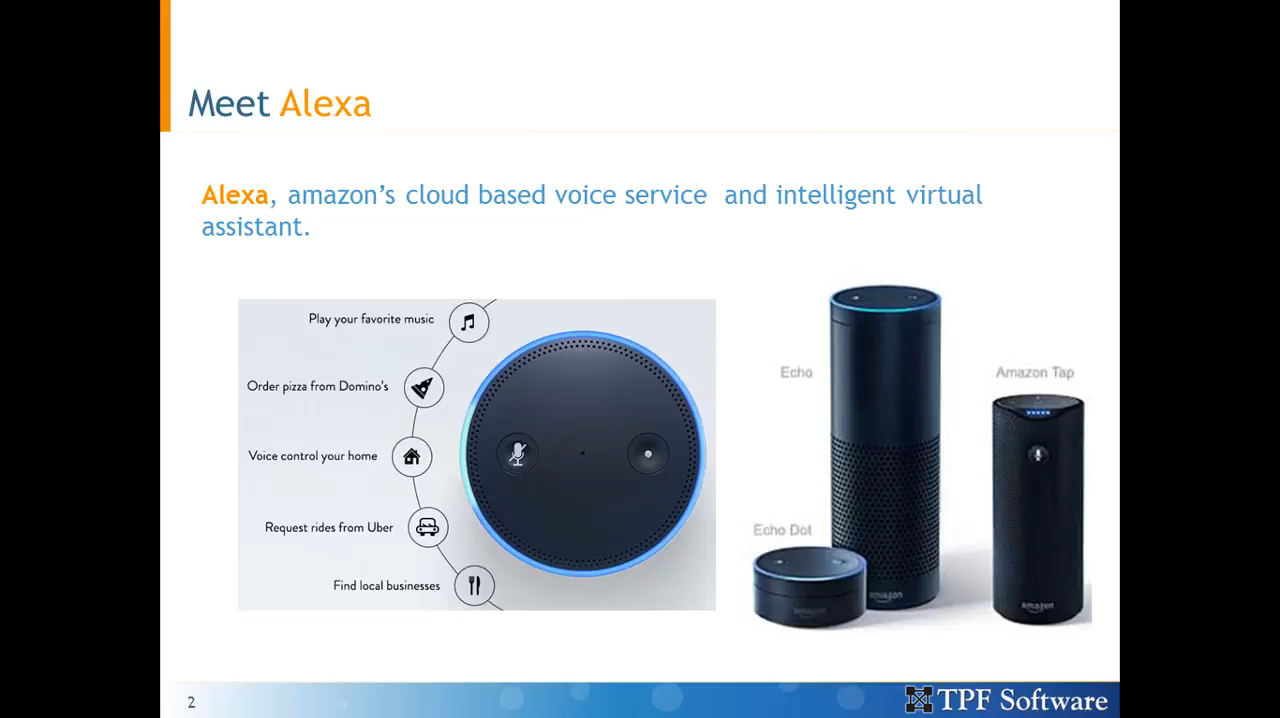 Meet Alexa
Alexa, amazon’s cloud based voice service and intelligent virtual
assistant.
Play your favorite music
Order pizza from Domino's
Voice control your home
Request rides from Uber
Find local businesses
Echo
Amazon Tap
Echo Dot
amazon
amazon
amazon
2
TPF Software